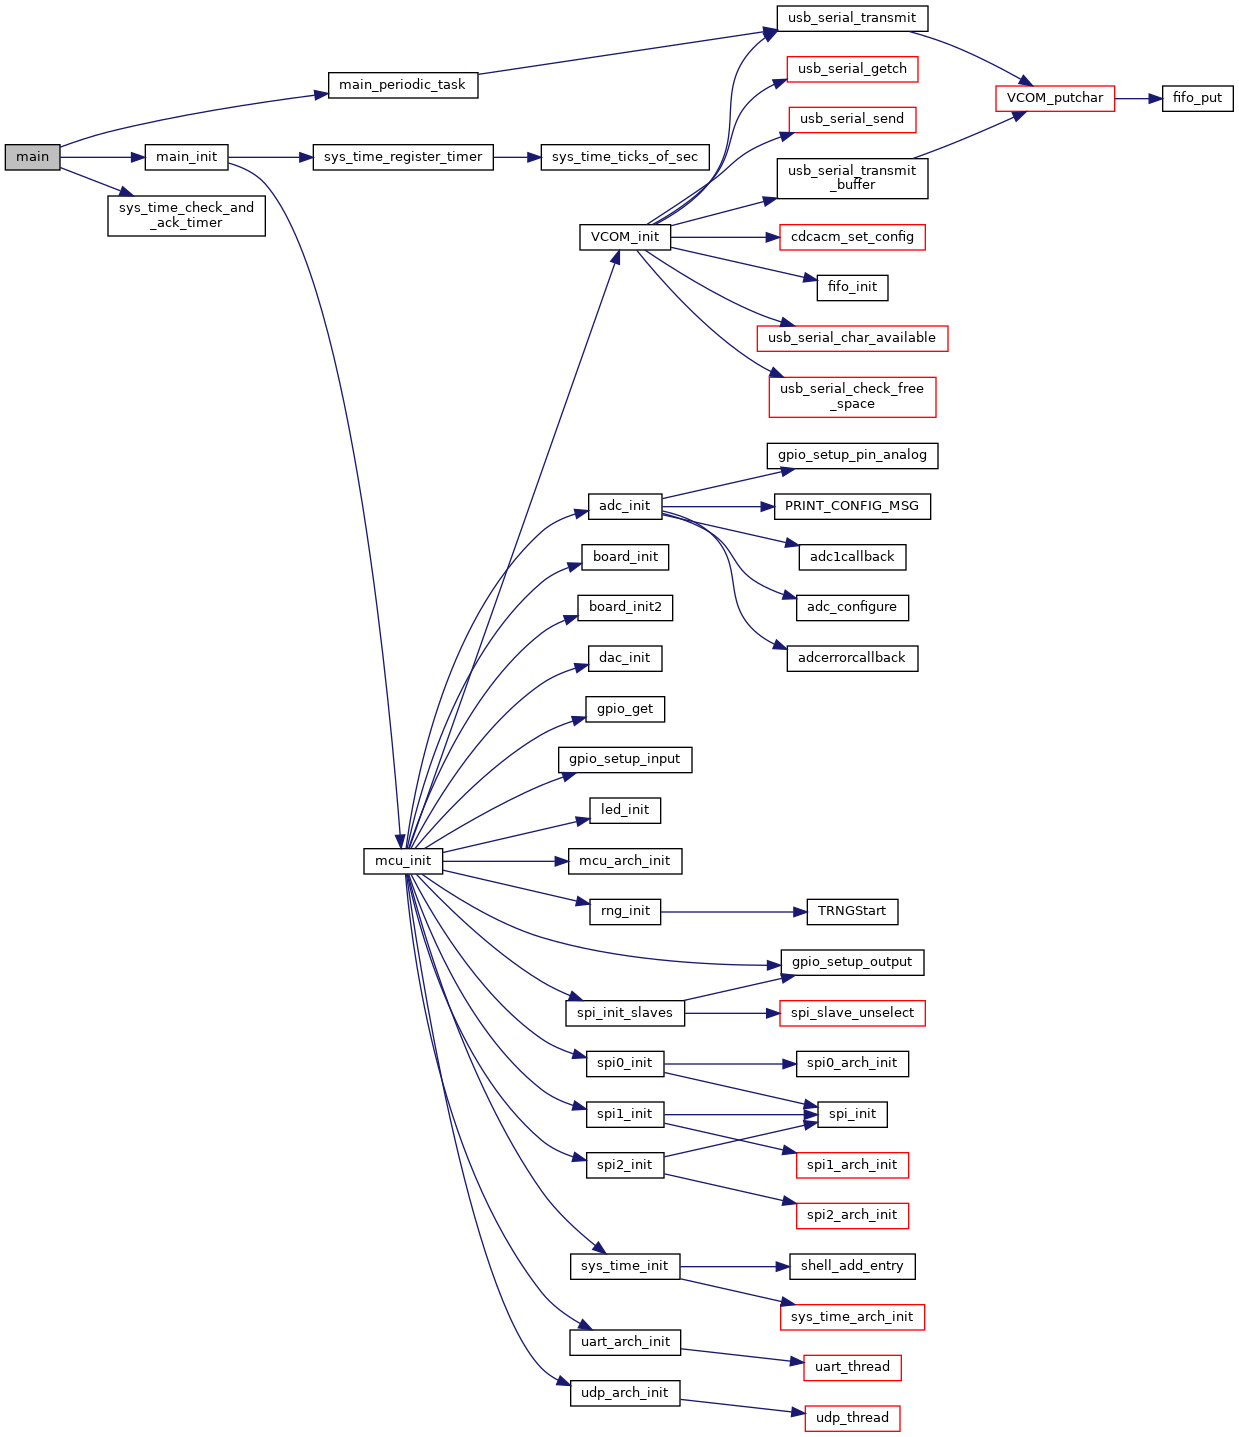 main
main_periodic_task
main_init
sys_time_check_and
_ack_timer
sys_time_register_timer
sys_time_ticks_of_sec
mcu_init
VCOM_init
usb_serial_transmit
usb_serial_getch
usb_serial_send
usb_serial_transmit
_buffer
cdcacm_set_config
fifo_init
usb_serial_char_available
usb_serial_check_free
_space
VCOM_putchar
fifo_put
adc_init
gpio_setup_pin_analog
PRINT_CONFIG_MSG
adc1callback
adc_configure
adcerrorcallback
board_init
board_init2
dac_init
gpio_get
gpio_setup_input
led_init
mcu_arch_init
rng_init
TRNGStart
gpio_setup_output
spi_init_slaves
spi_slave_unselect
spi0_init
spi0_arch_init
spi1_init
spi_init
spi2_init
spi1_arch_init
spi2_arch_init
sys_time_init
shell_add_entry
sys_time_arch_init
uart_arch_init
uart_thread
udp_arch_init
udp_thread